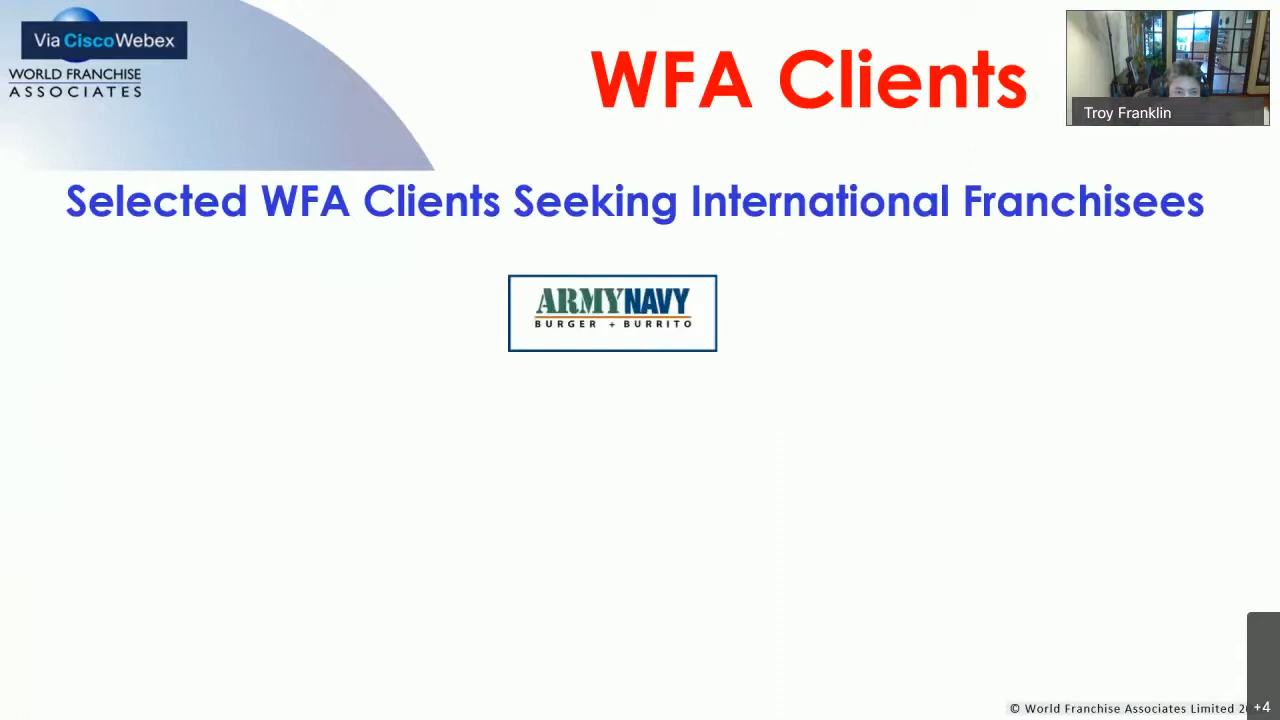 Via CiscoWebex
WORLD FRANCHISE
ASSOCIATES
WFA Clients
Troy Franklin
Selected WFA Clients Seeking International Franchisees
ARMYNAVY
BURGER + BURRITO
© World Franchise Associates Limited
+4